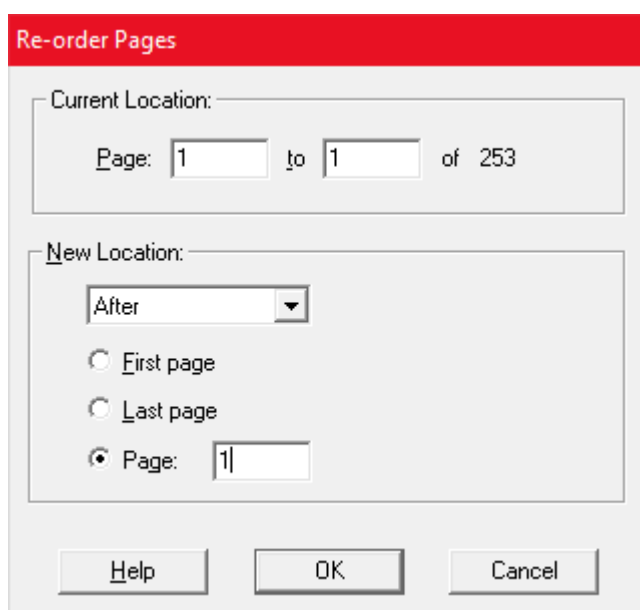 Re-order Pages
Current Location:
Page: 1 to 1 of 253
New Location:
After
First page
Last page
Page: 1
Help OK Cancel